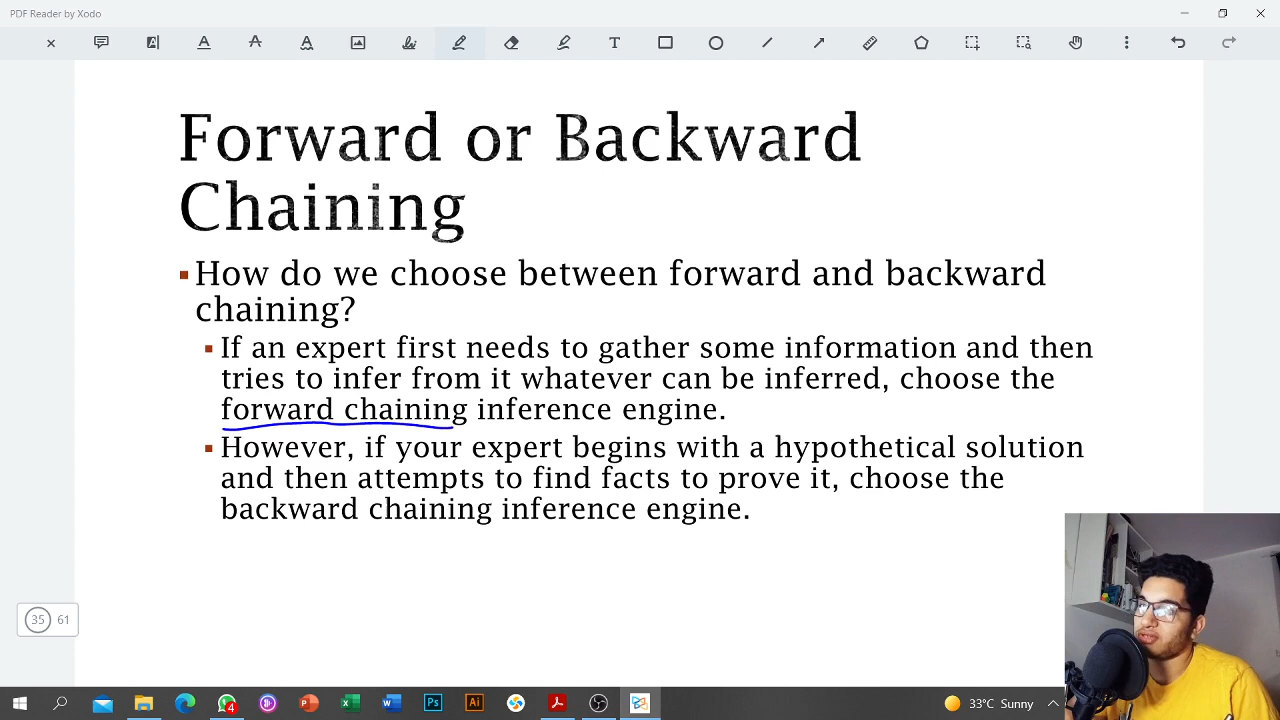 PDF Reader by Xodo
Forward or Backward
Chaining
How do we choose between forward and backward
chaining?
If an expert first needs to gather some information and then
tries to infer from it whatever can be inferred, choose the
forward chaining inference engine.
However, if your expert begins with a hypothetical solution
and then attempts to find facts to prove it, choose the
backward chaining inference engine.
35 61
4
33°C Sunny